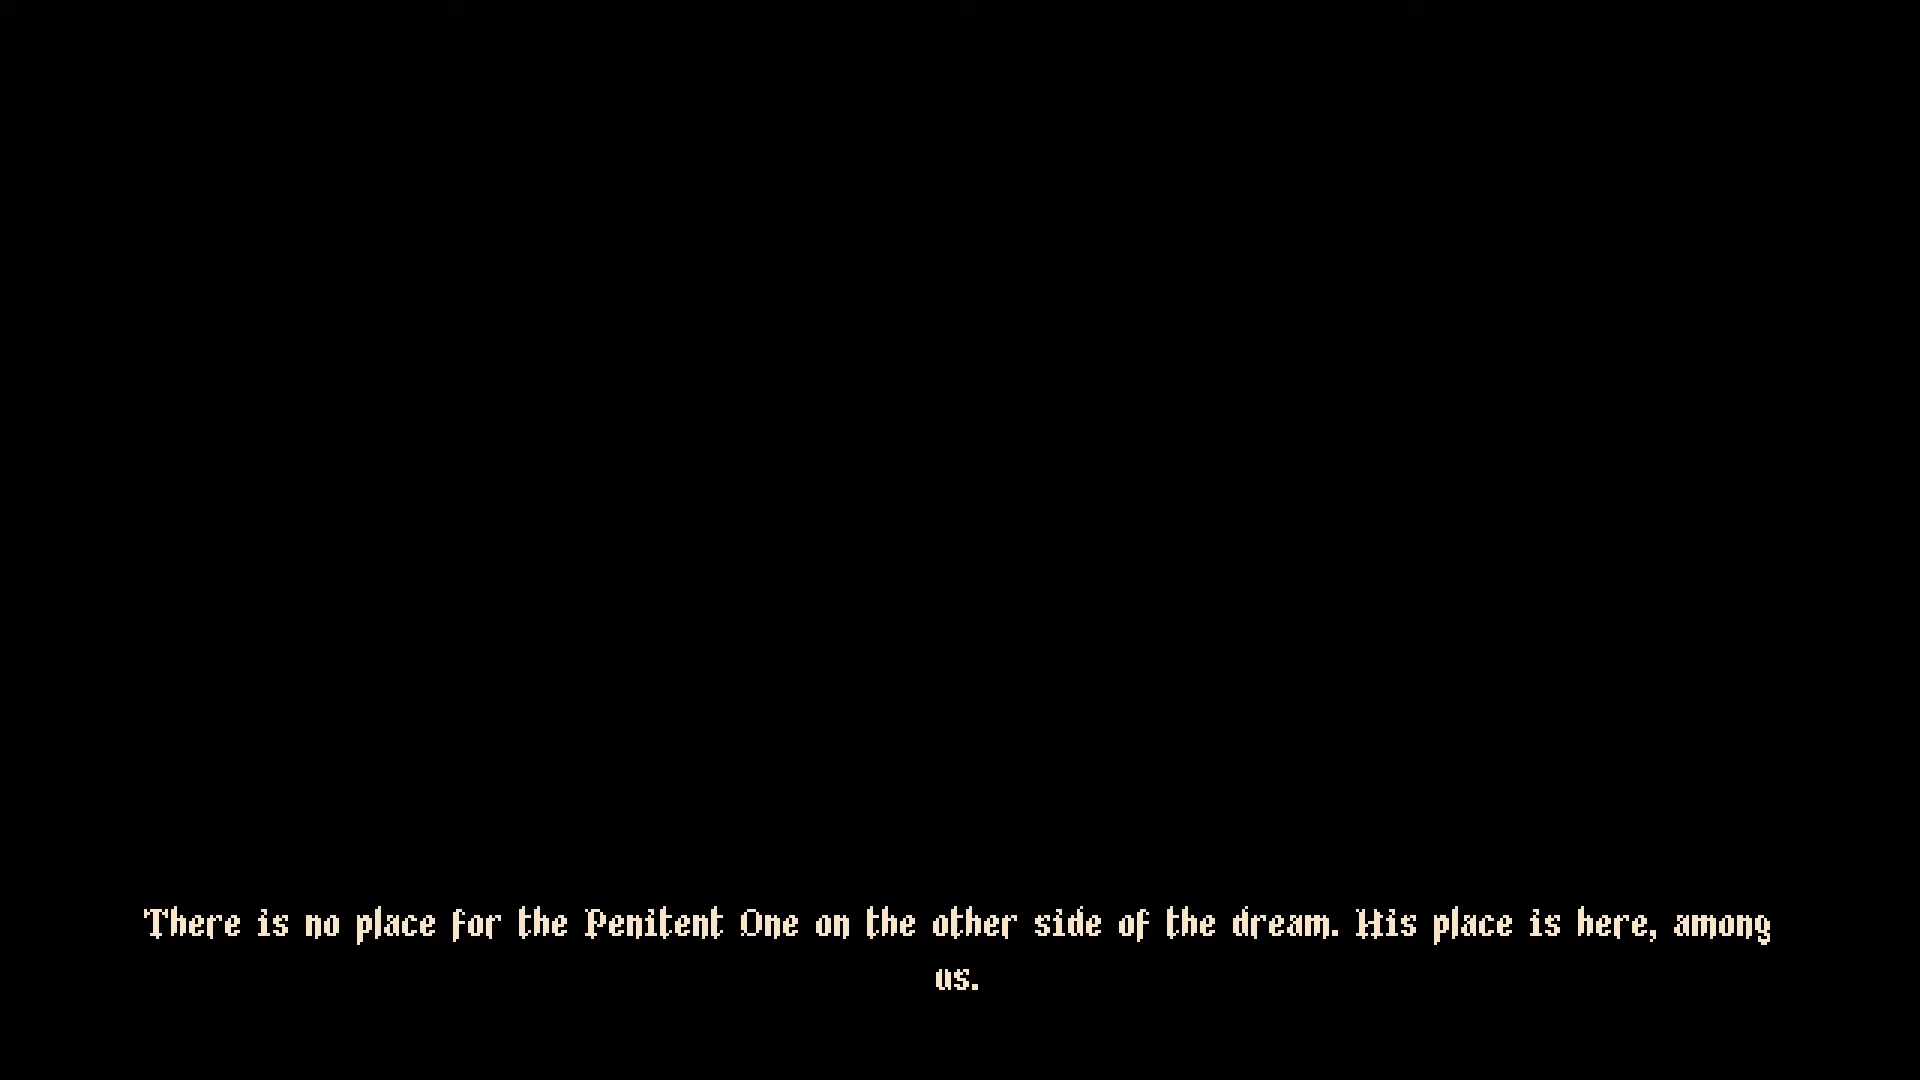 There is no place for the Penitent One on the other side of the dream. His place is here, among
us.